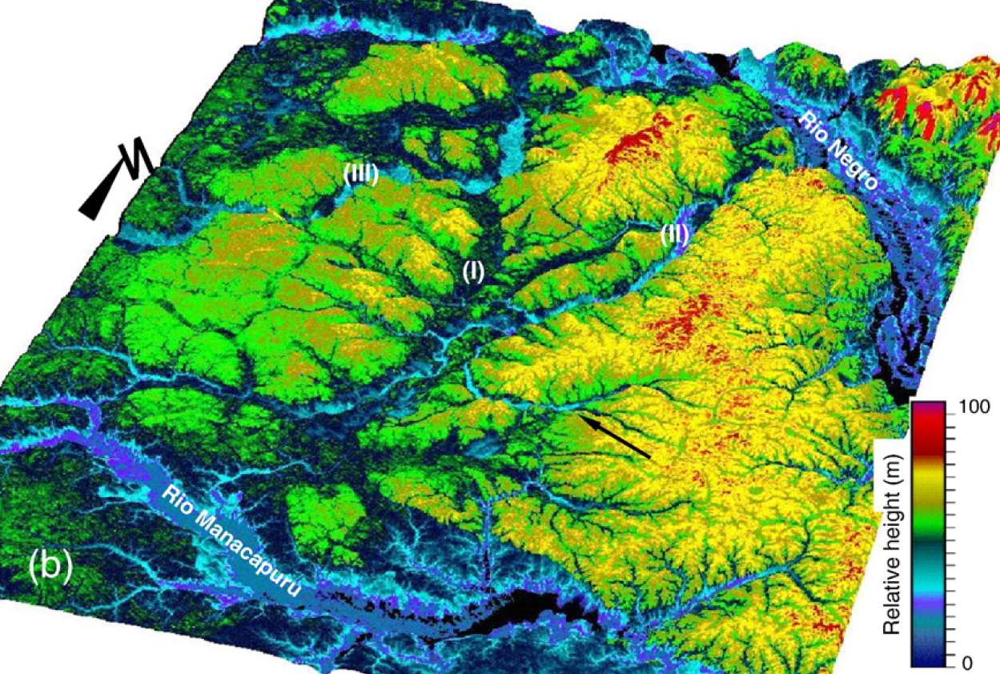 N
Rio Negro
(III)
(II)
(I)
Rio Manacapuru
(b)
100
Relative height (m)
0